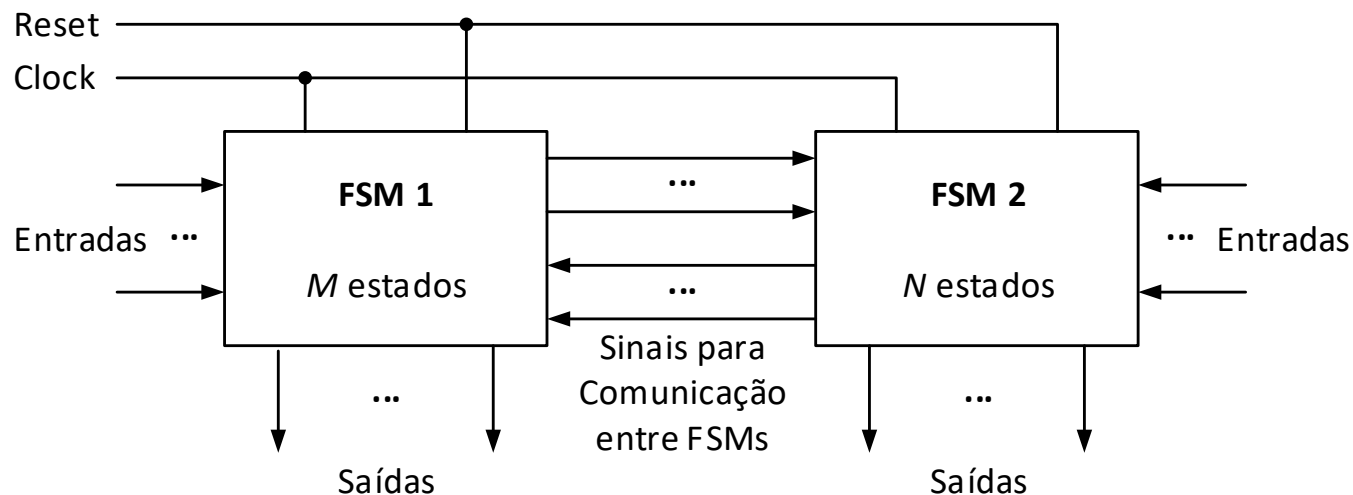 Reset
Clock
FSM 1
...
FSM 2
Entradas ...
... Entradas
M estados
...
N estados
Sinais para
Comunicação
entre FSMs
...
...
Saídas
Saídas